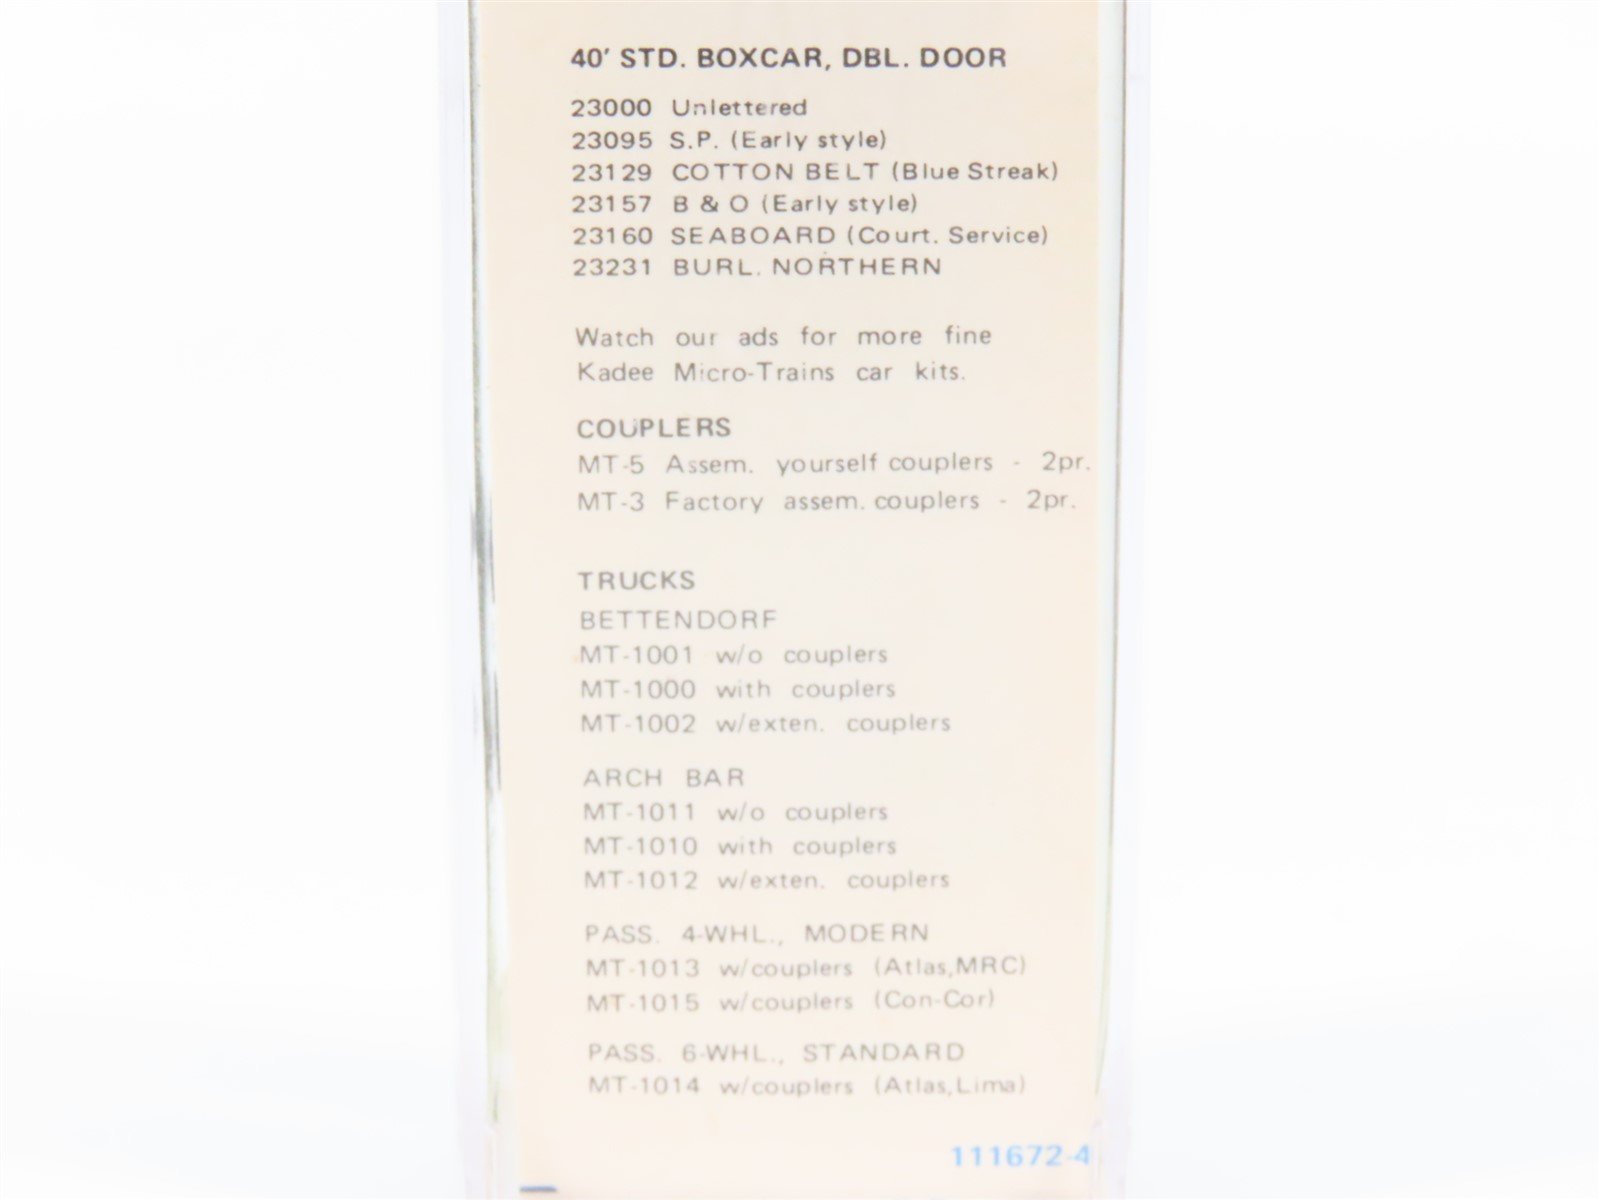 40' STD. BOXCAR, DBL. DOOR
23000 Unlettered
23095 S.P. (Early style)
23129 COTTON BELT (Blue Streak)
23157 B & O (Early style)
23160 SEABOARD (Court. Service)
23231 BURL. NORTHERN
Watch our ads for more fine
Kadee Micro-Trains car kits.
COUPLERS
MT-5 Assem. yourself couplers - 2pr.
MT-3 Factory assem. couplers - 2pr.
TRUCKS
BETTENDORF
MT-1001 w/o couplers
MT-1000 with couplers
MT-1002 w/exten. couplers
ARCH BAR
MT-1011 w/o couplers
MT-1010 with couplers
MT-1012 w/exten. couplers
PASS. 4-WHL., MODERN
MT-1013 w/couplers (Atlas,MRC)
MT-1015 w/couplers (Con-Cor)
PASS. 6-WHL., STANDARD
MT-1014 w/couplers (Atlas,Lima)
111672-4